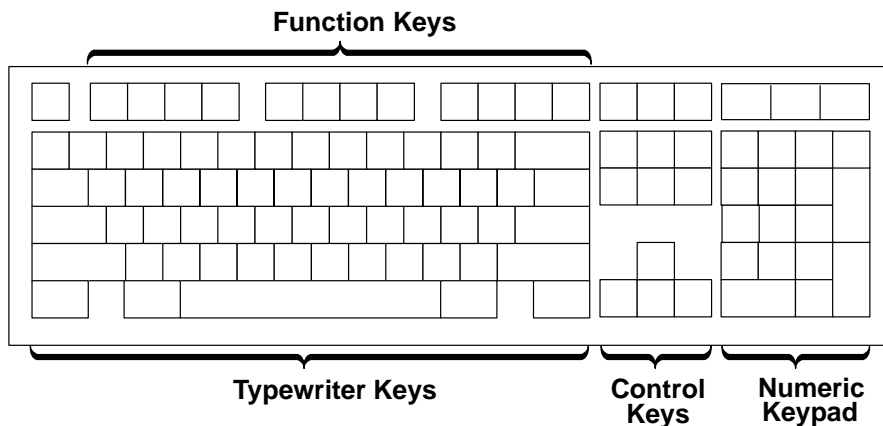 Function Keys
Typewriter Keys
Control
Keys
Numeric
Keypad